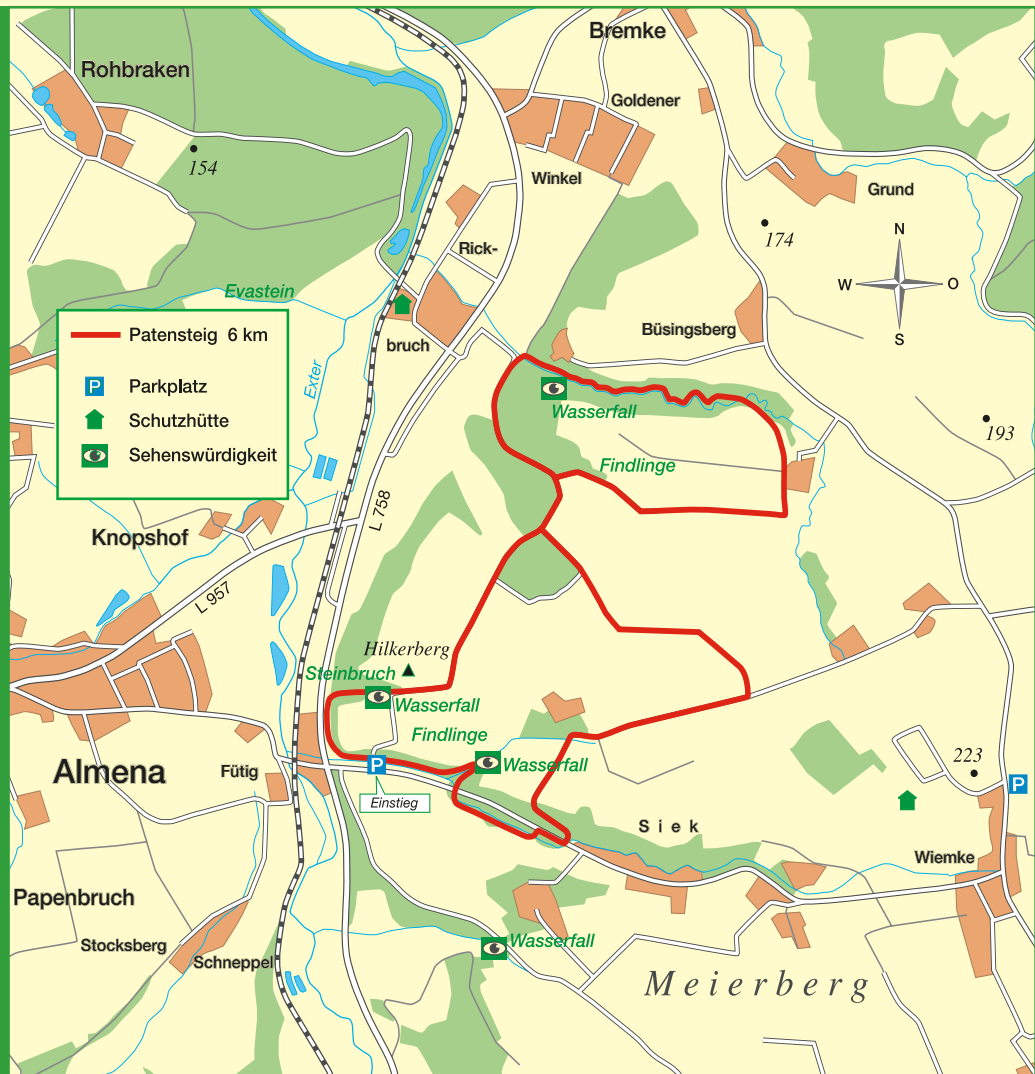 Bremke
Rohbraken
Goldener
154
Winkel
Grund
174
N
W
O
S
Rick-
Evastein
Büsingsberg
bruch
Patensteig 6 km
P Parkplatz
Schutzhütte
Sehenswürdigkeit
Exter
Wasserfall
193
Findlinge
L 758
Knopshof
L 957
Hilkerberg
Steinbruch
Wasserfall
Findlinge
Almena
Fütig
P
Wasserfall
Einstieg
223
P
Siek
Wiemke
Papenbruch
Stocksberg
Schneppel
Wasserfall
Meierberg